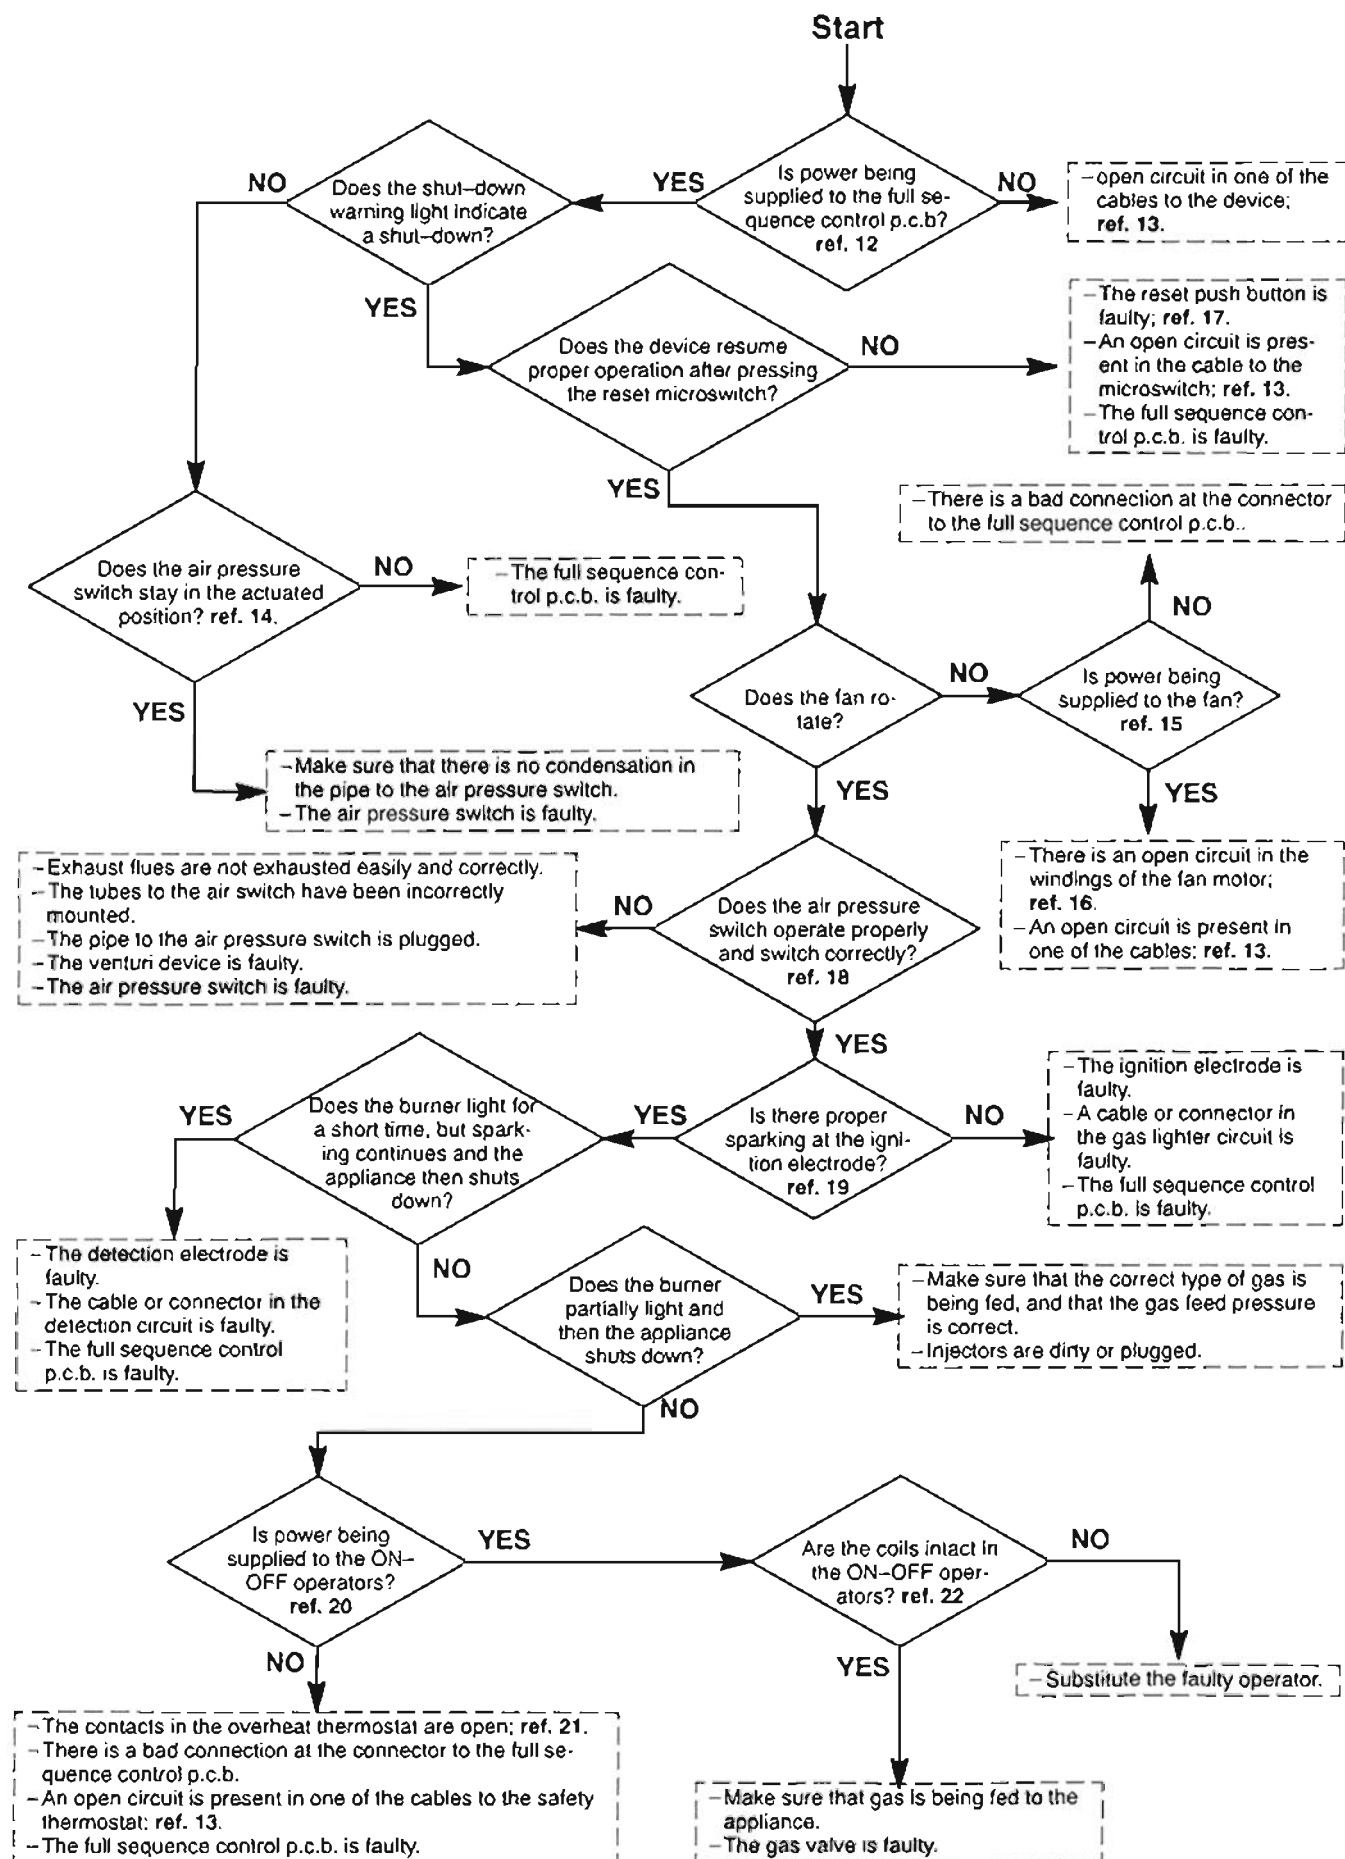 Start
Is power being
supplied to the full se-
quence control p.c.b?
ref. 12
YES
NO
– open circuit in one of the
cables to the device;
ref. 13.
Does the shut–down
warning light indicate
a shut–down?
NO
YES
Does the device resume
proper operation after pressing
the reset microswitch?
NO
– The reset push button is
faulty; ref. 17.
– An open circuit is pres-
ent in the cable to the
microswitch; ref. 13.
– The full sequence con-
trol p.c.b. is faulty.
YES
– There is a bad connection at the connector
to the full sequence control p.c.b..
Does the air pressure
switch stay in the actuated
position? ref. 14.
NO
– The full sequence con-
trol p.c.b. is faulty.
YES
– Make sure that there is no condensation in
the pipe to the air pressure switch.
– The air pressure switch is faulty.
Does the fan ro-
tate?
NO
Is power being
supplied to the fan?
ref. 15
NO
YES
– There is an open circuit in the
windings of the fan motor;
ref. 16.
– An open circuit is present in
one of the cables: ref. 13.
YES
Does the air pressure
switch operate properly
and switch correctly?
ref. 18
NO
– Exhaust flues are not exhausted easily and correctly.
– The tubes to the air switch have been incorrectly
mounted.
– The pipe to the air pressure switch is plugged.
– The venturi device is faulty.
– The air pressure switch is faulty.
YES
Is there proper
sparking at the igni-
tion electrode?
ref. 19
NO
– The ignition electrode is
faulty.
– A cable or connector in
the gas lighter circuit is
faulty.
– The full sequence control
p.c.b. is faulty.
YES
Does the burner light for
a short time, but spark-
ing continues and the
appliance then shuts
down?
YES
– The detection electrode is
faulty.
– The cable or connector in the
detection circuit is faulty.
– The full sequence control
p.c.b. is faulty.
NO
Does the burner
partially light and
then the appliance
shuts down?
YES
– Make sure that the correct type of gas is
being fed, and that the gas feed pressure
is correct.
– Injectors are dirty or plugged.
NO
Is power being
supplied to the ON–
OFF operators?
ref. 20
YES
Are the coils intact in
the ON–OFF oper-
ators? ref. 22
NO
– Substitute the faulty operator.
YES
– Make sure that gas is being fed to the
appliance.
– The gas valve is faulty.
NO
– The contacts in the overheat thermostat are open; ref. 21.
– There is a bad connection at the connector to the full se-
quence control p.c.b.
– An open circuit is present in one of the cables to the safety
thermostat: ref. 13.
– The full sequence control p.c.b. is faulty.